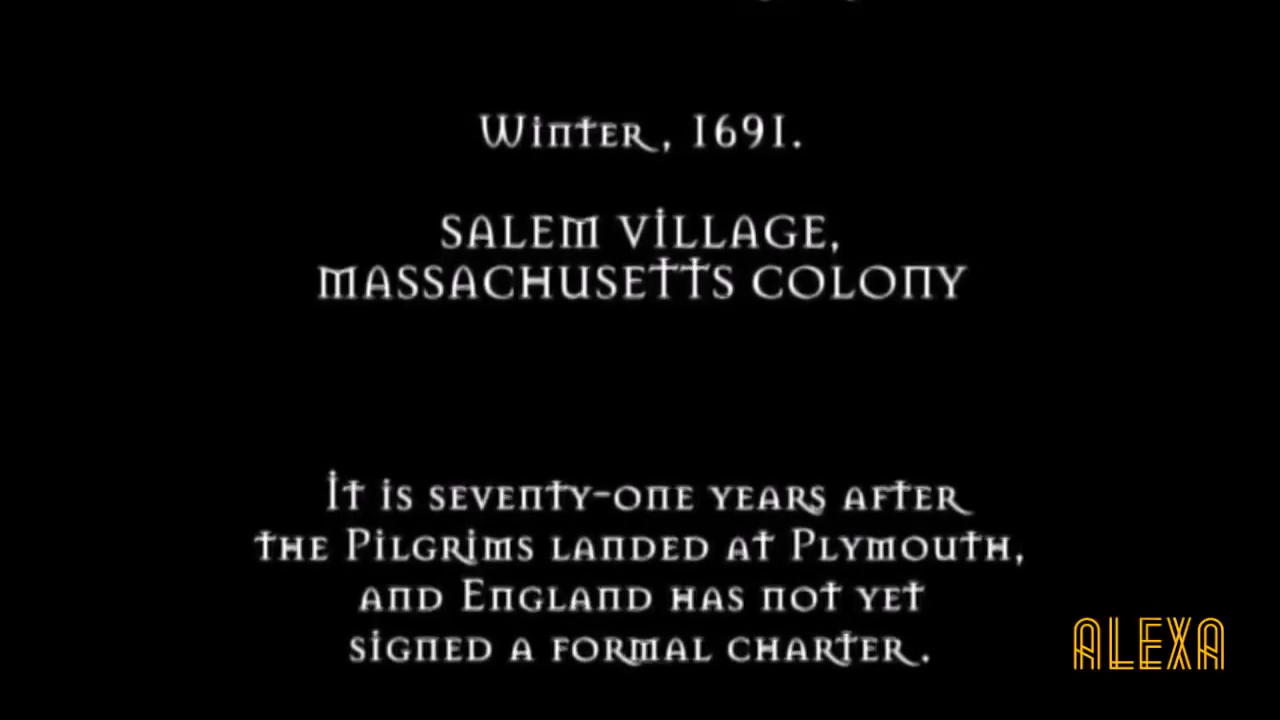 Winter, 1691.
SALEM VILLAGE,
MASSACHUSETTS COLONY
It is seventy-one years after
the Pilgrims landed at Plymouth,
and England has not yet
signed a formal charter.
ALEXA